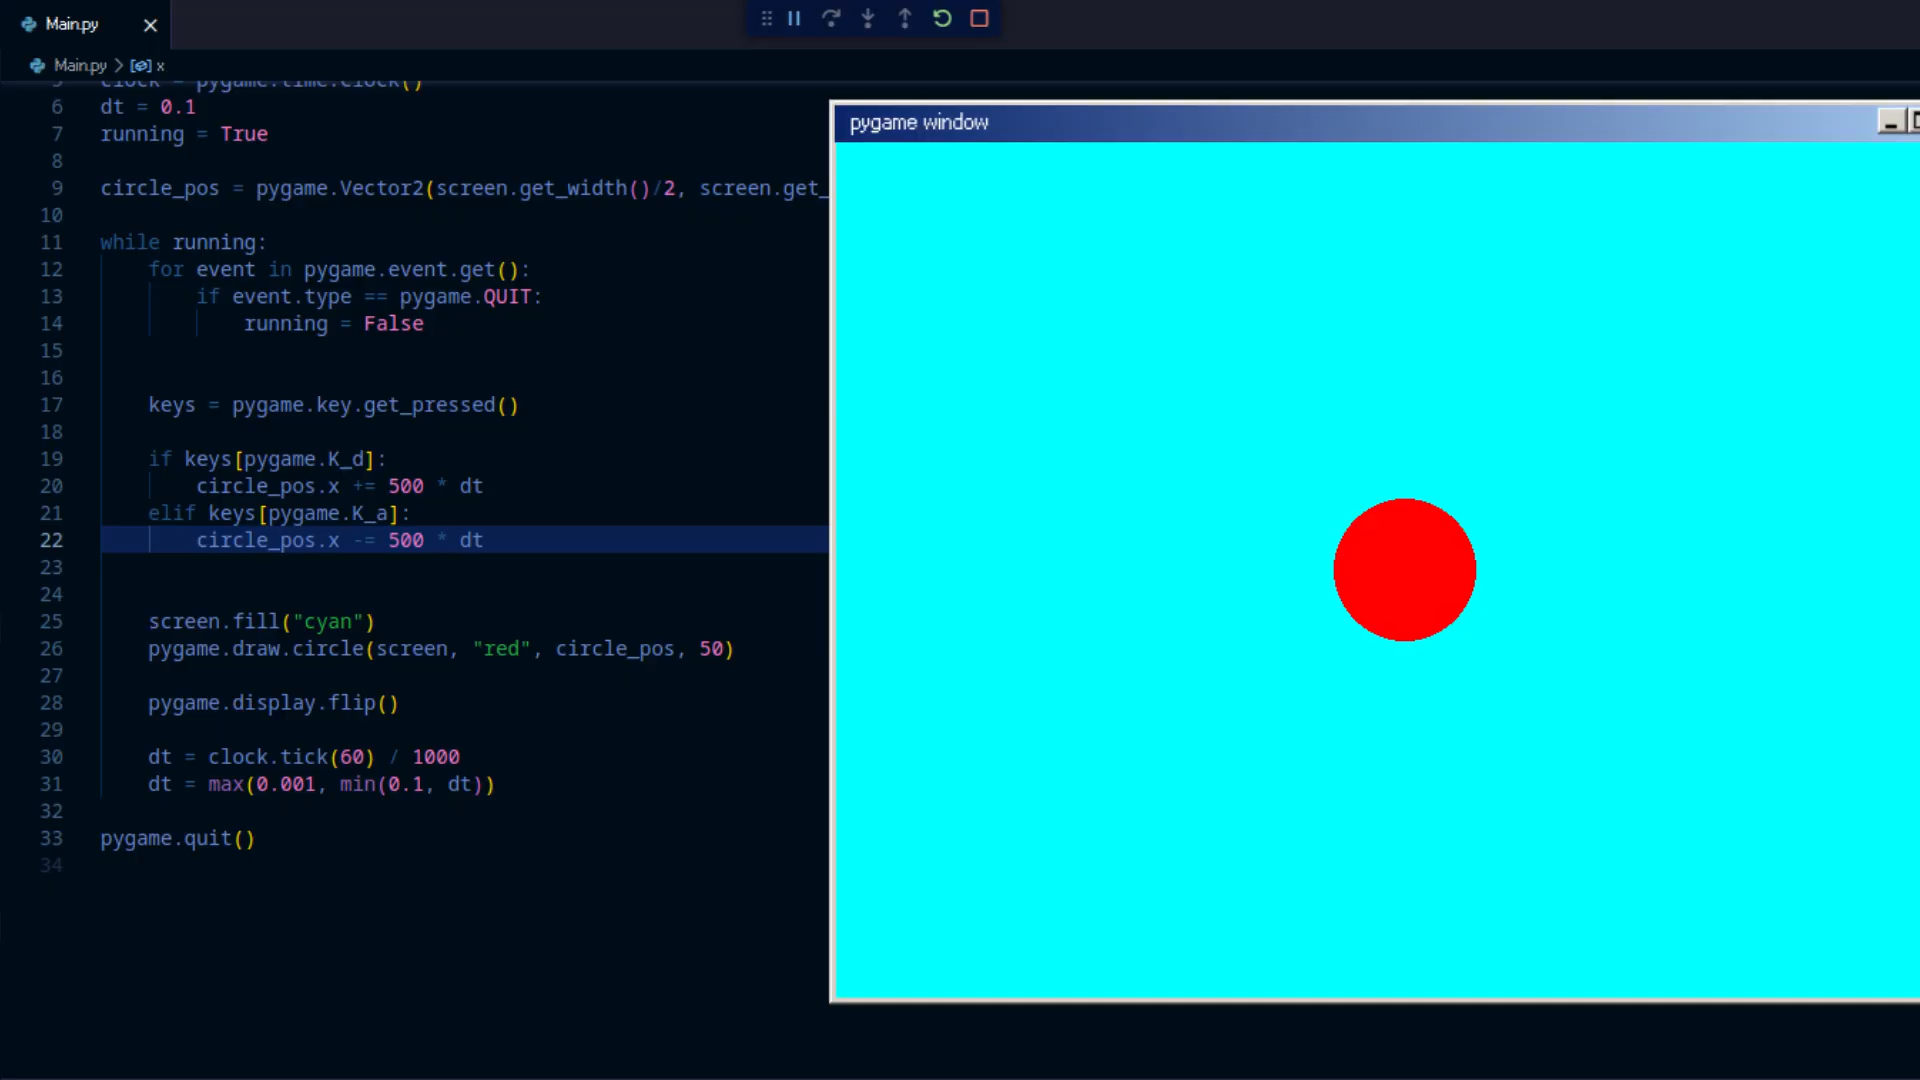 Main.py
Main.py > x
5 clock = pygame.time.Clock()
6 dt = 0.1
7 running = True
8
9 circle_pos = pygame.Vector2(screen.get_width()/2, screen.get_
10
11 while running:
12 for event in pygame.event.get():
13 if event.type == pygame.QUIT:
14 running = False
15
16
17 keys = pygame.key.get_pressed()
18
19 if keys[pygame.K_d]:
20 circle_pos.x += 500 * dt
21 elif keys[pygame.K_a]:
22 circle_pos.x -= 500 * dt
23
24
25 screen.fill("cyan")
26 pygame.draw.circle(screen, "red", circle_pos, 50)
27
28 pygame.display.flip()
29
30 dt = clock.tick(60) / 1000
31 dt = max(0.001, min(0.1, dt))
32
33 pygame.quit()
34
pygame window